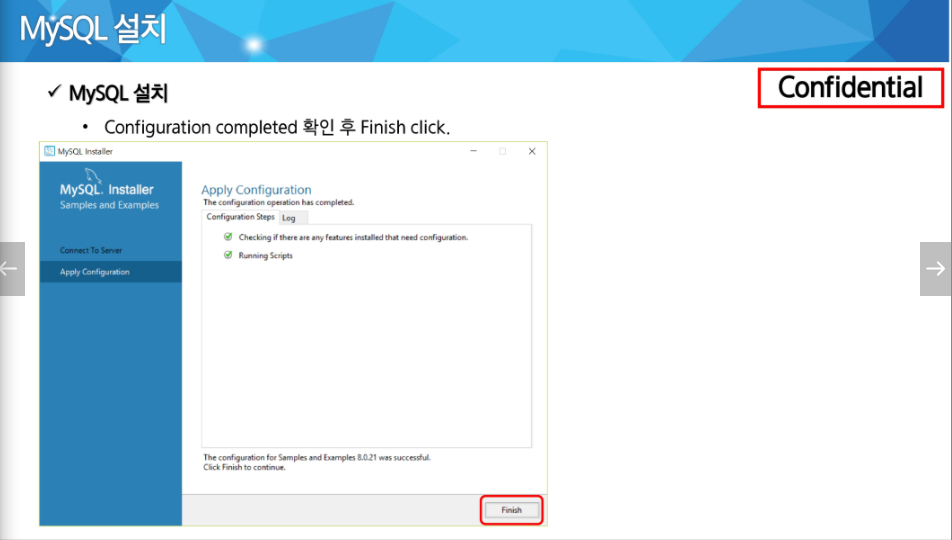 MySQL 설치
Confidential
✓ MySQL 설치
• Configuration completed 확인 후 Finish click.
MySQL Installer
MySQL. Installer
Samples and Examples
Connect To Server
Apply Configuration
Apply Configuration
The configuration operation has completed.
Configuration Steps Log
Checking if there are any features installed that need configuration.
Running Scripts
The configuration for Samples and Examples 8.0.21 was successful.
Click Finish to continue.
Finish